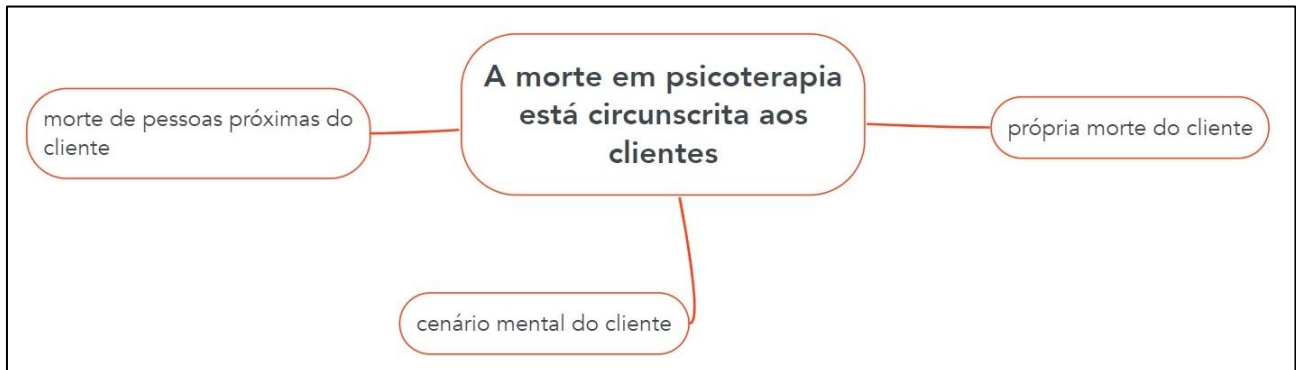 A morte em psicoterapia
está circunscrita aos
clientes
morte de pessoas próximas do
cliente
própria morte do cliente
cenário mental do cliente